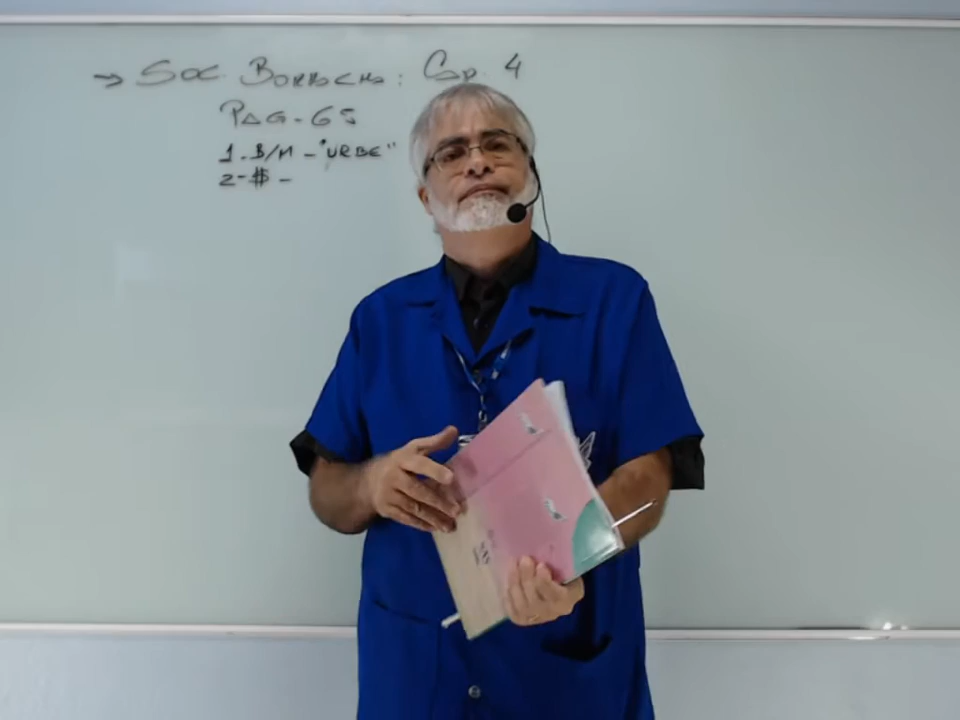 → Soc. Borracha: Cap. 4
PAG - 65
1 - B/M - "URBE"
2 - $ -